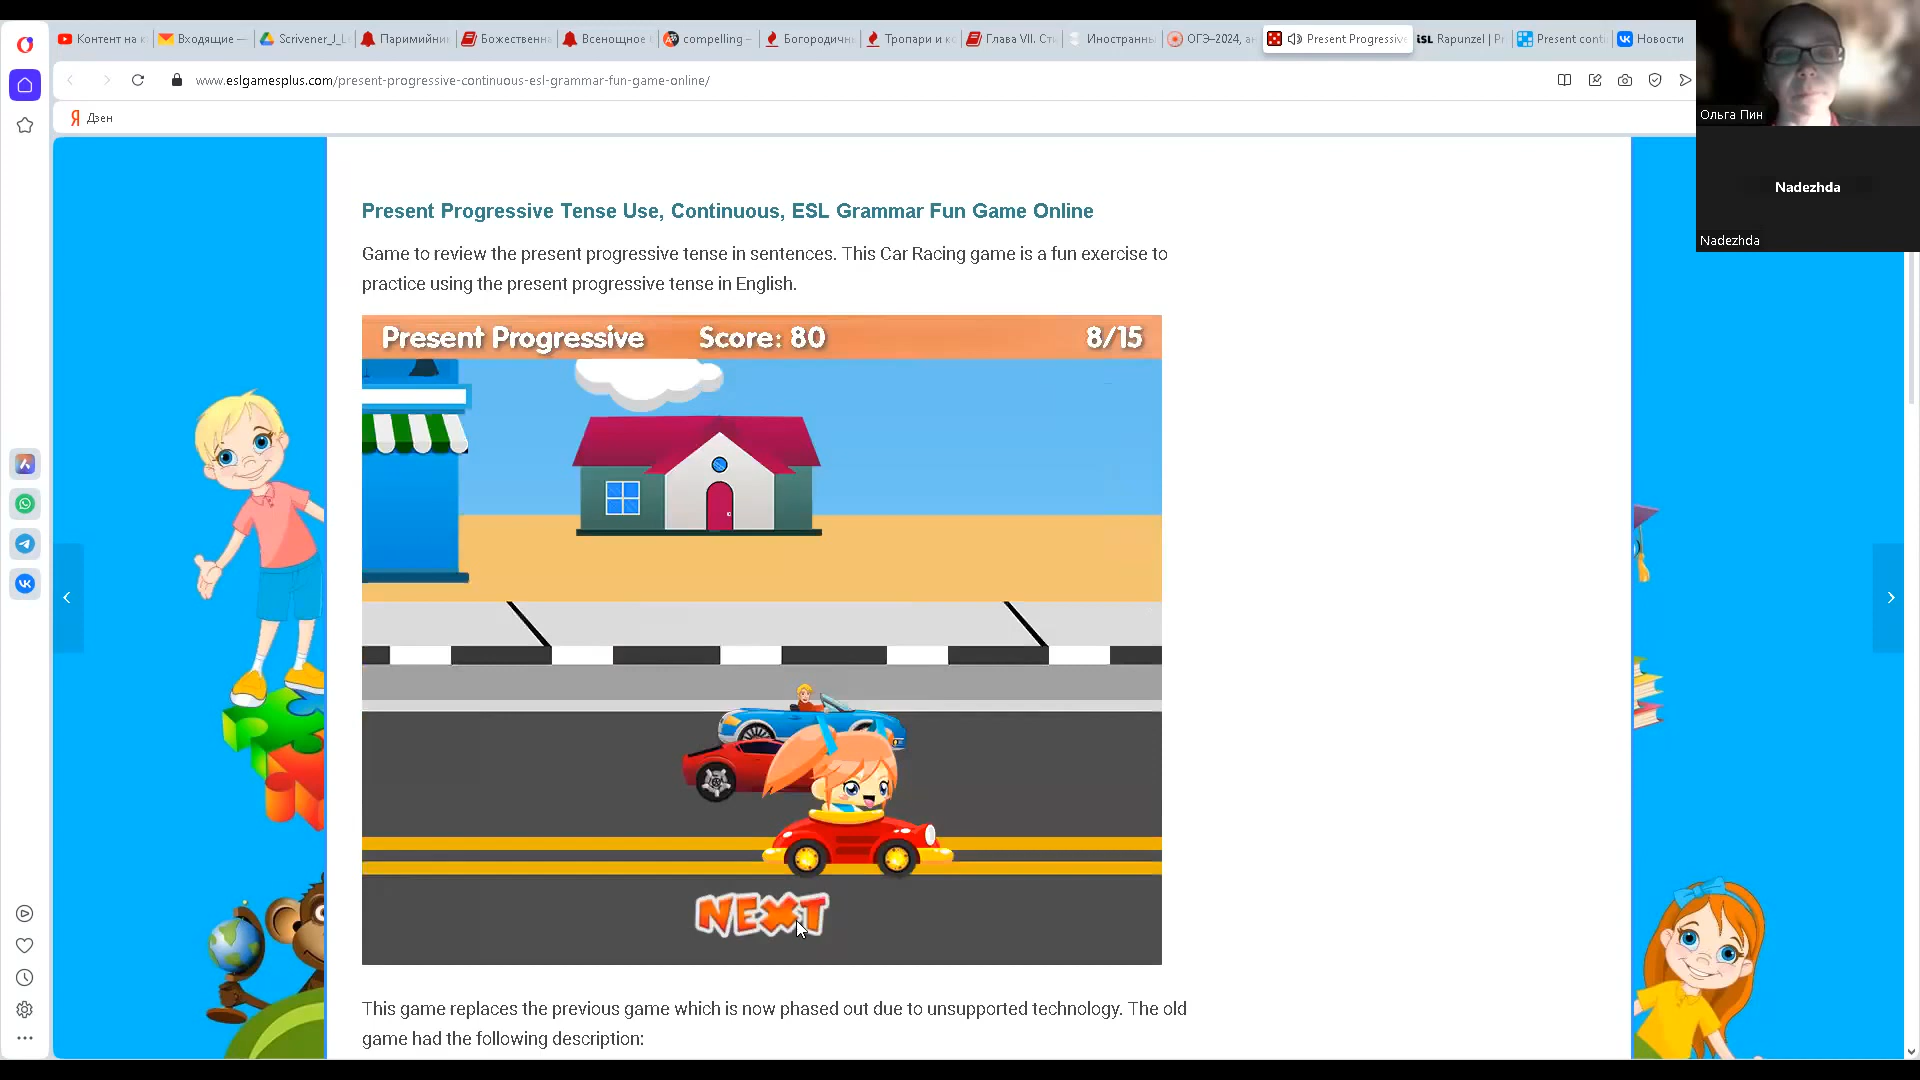 Контент на к
Входящие —
Scrivener_J_L
Паримийни
Божественна
Всенощное
compelling –
Богородичн
Тропари и к
Глава VII. Ст
Иностранны
ОГЭ–2024, а
Present Progressive
iSL Rapunzel | Pr
Present conti
Новости
www.eslgamesplus.com/present-progressive-continuous-esl-grammar-fun-game-online/
Я Дзен
Ольга Пин
Nadezhda
Nadezhda
Present Progressive Tense Use, Continuous, ESL Grammar Fun Game Online
Game to review the present progressive tense in sentences. This Car Racing game is a fun exercise to
practice using the present progressive tense in English.
Present Progressive Score: 80 8/15
NEXT
This game replaces the previous game which is now phased out due to unsupported technology. The old
game had the following description: